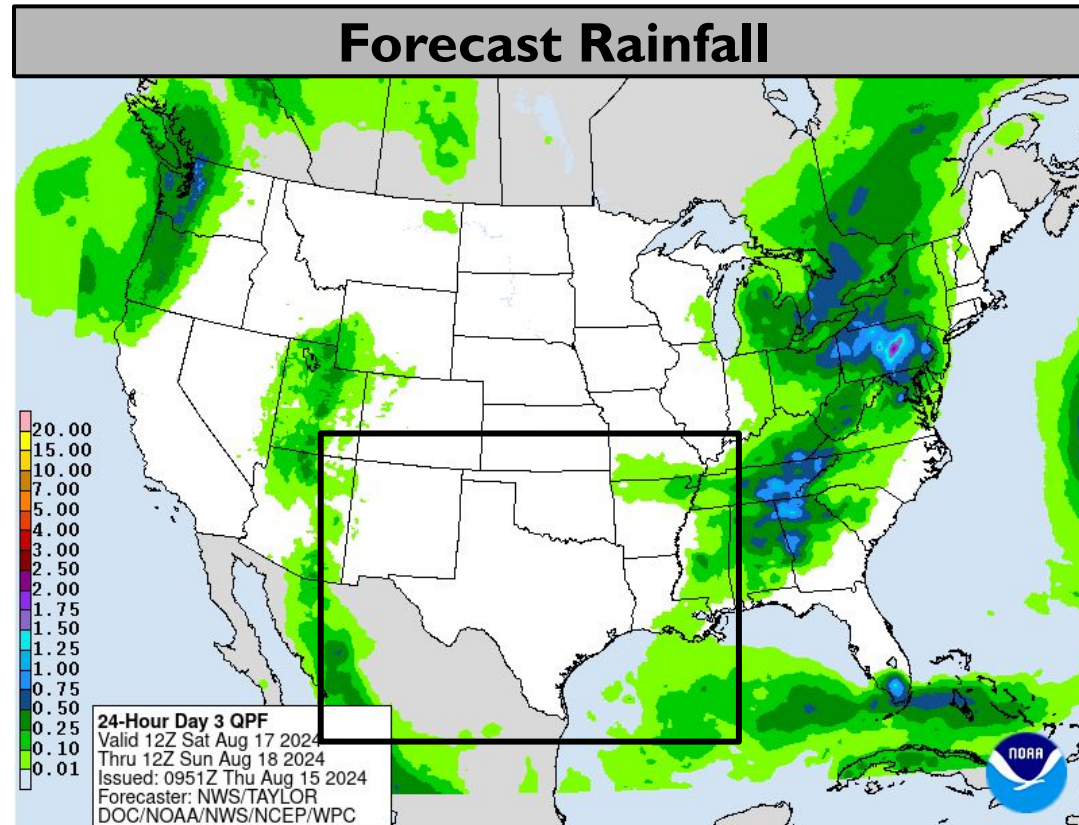 Forecast Rainfall
20.00
15.00
10.00
7.00
5.00
4.00
3.00
2.50
2.00
1.75
1.50
1.25
1.00
0.75
0.50
0.25
0.10
0.01
24-Hour Day 3 QPF
Valid 12Z Sat Aug 17 2024
Thru 12Z Sun Aug 18 2024
Issued: 0951Z Thu Aug 15 2024
Forecaster: NWS/TAYLOR
DOC/NOAA/NWS/NCEP/WPC
NOAA